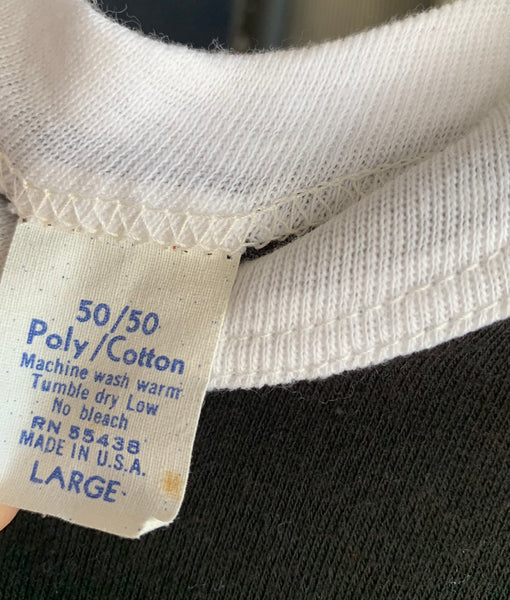 50/50
Poly/Cotton
Machine wash warm
Tumble dry Low
No bleach
RN 55438
MADE IN U.S.A.
LARGE